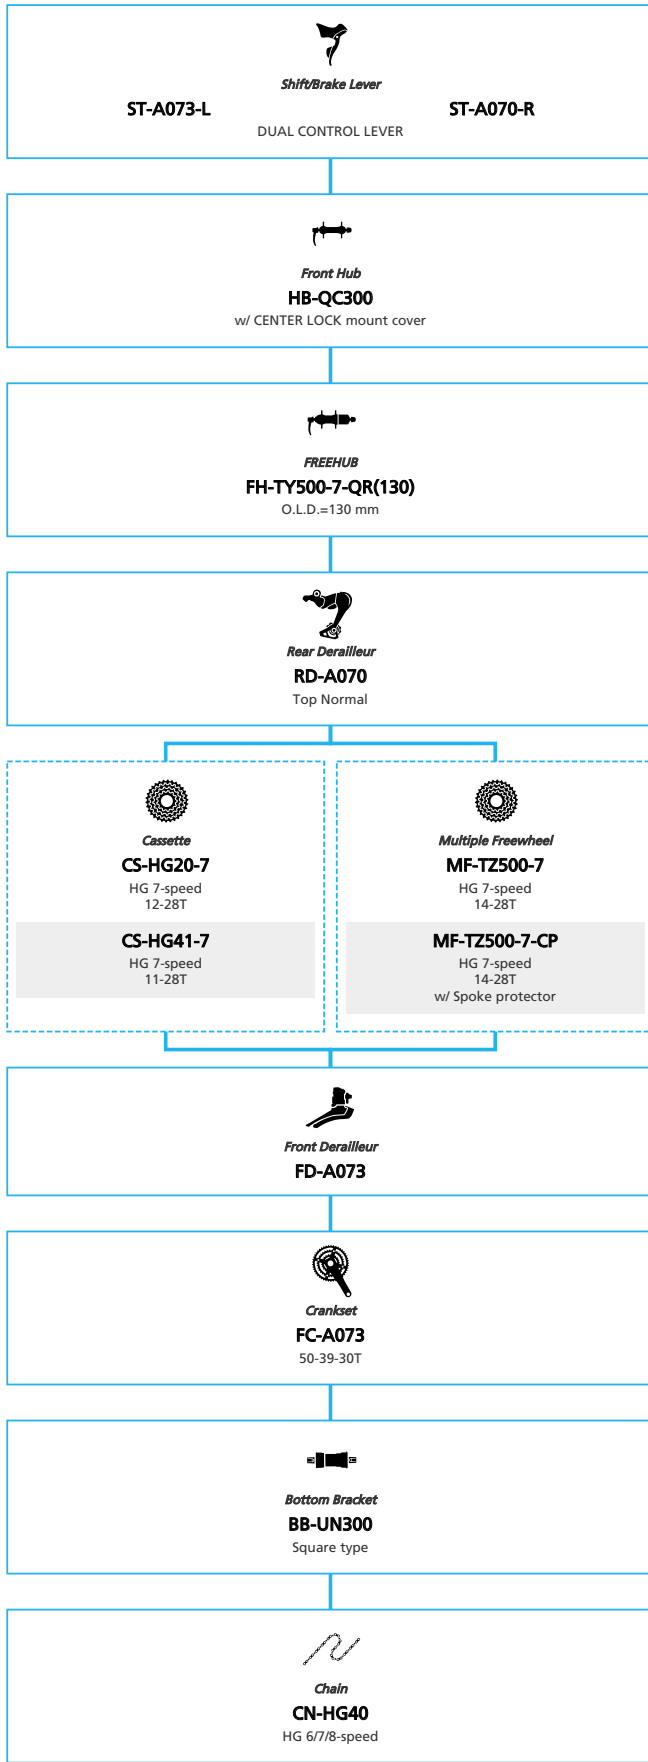 Shift/Brake Lever
ST-A073-L
ST-A070-R
DUAL CONTROL LEVER
Front Hub
HB-QC300
w/ CENTER LOCK mount cover
FREEHUB
FH-TY500-7-QR(130)
O.L.D.=130 mm
Rear Derailleur
RD-A070
Top Normal
Cassette
CS-HG20-7
HG 7-speed
12-28T
CS-HG41-7
HG 7-speed
11-28T
Multiple Freewheel
MF-TZ500-7
HG 7-speed
14-28T
MF-TZ500-7-CP
HG 7-speed
14-28T
w/ Spoke protector
Front Derailleur
FD-A073
Crankset
FC-A073
50-39-30T
Bottom Bracket
BB-UN300
Square type
Chain
CN-HG40
HG 6/7/8-speed